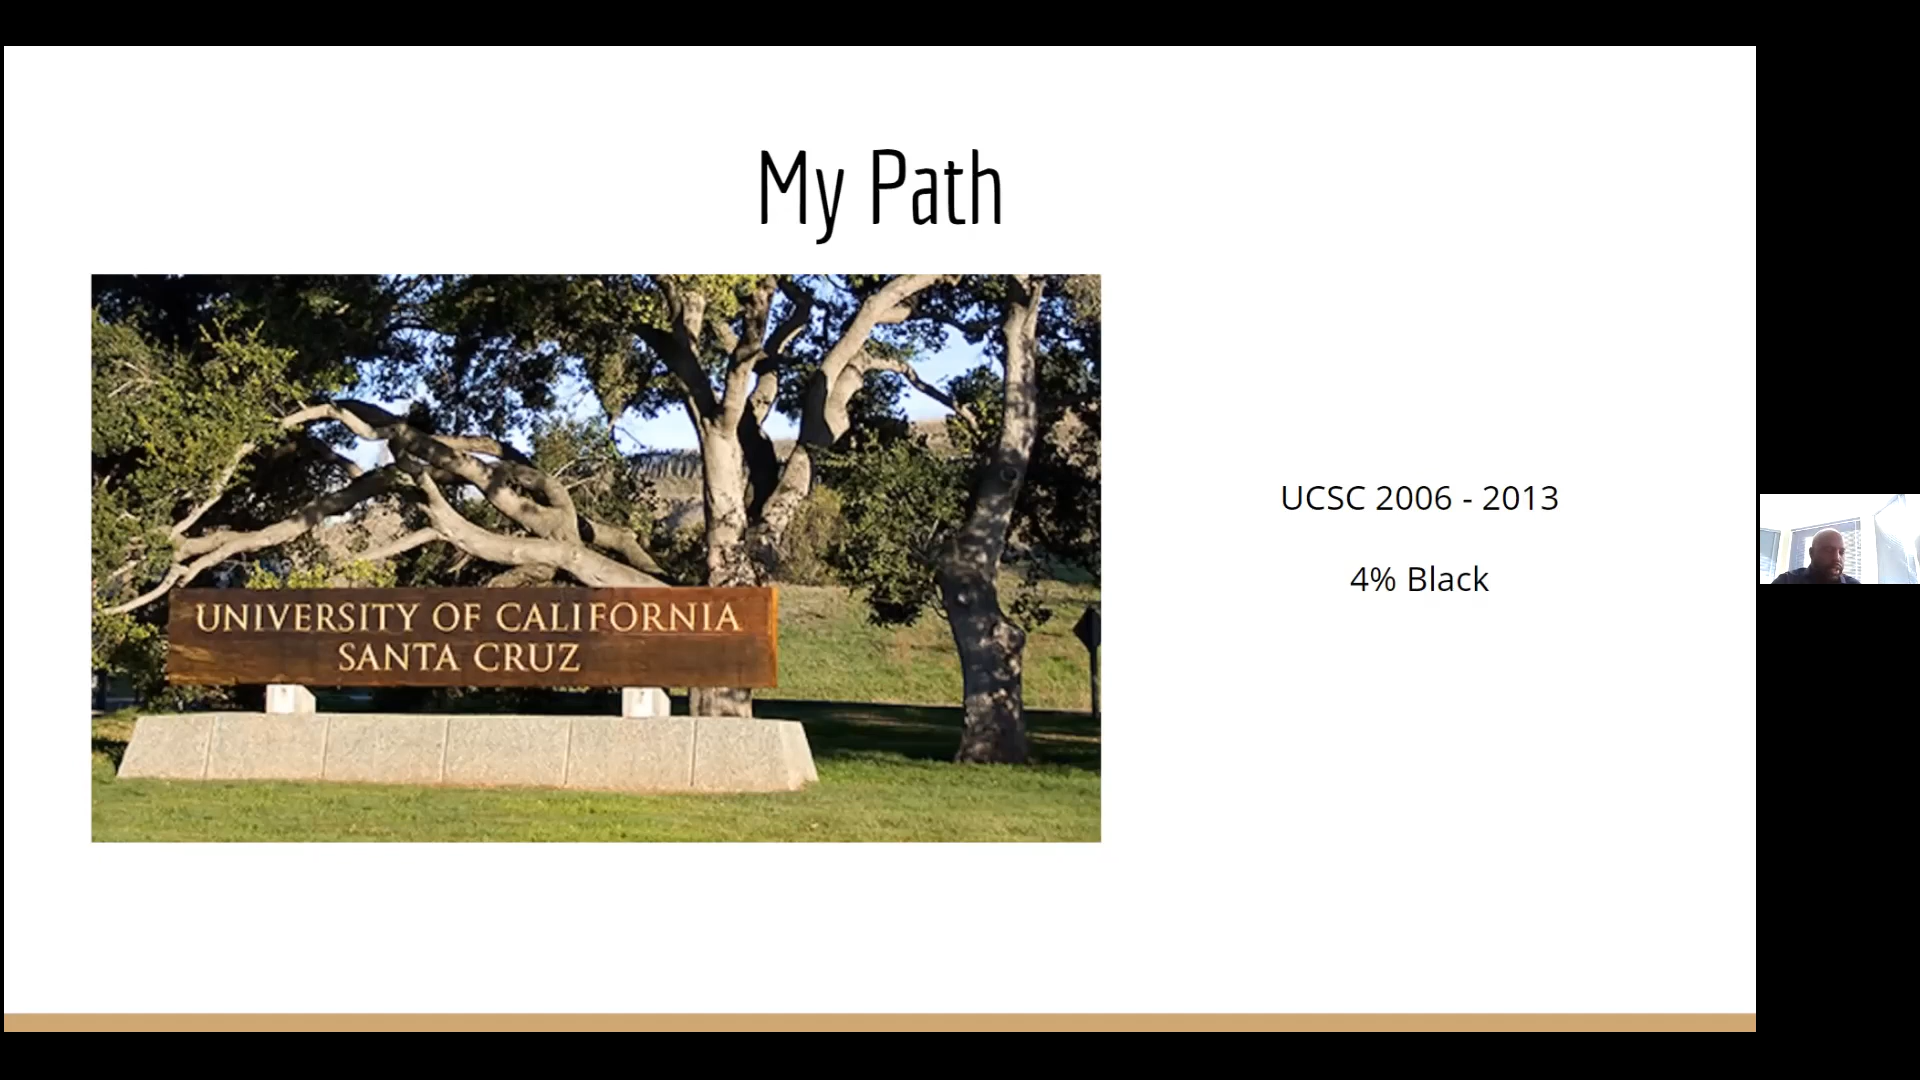 My Path
UNIVERSITY OF CALIFORNIA
SANTA CRUZ
UCSC 2006 - 2013
4% Black